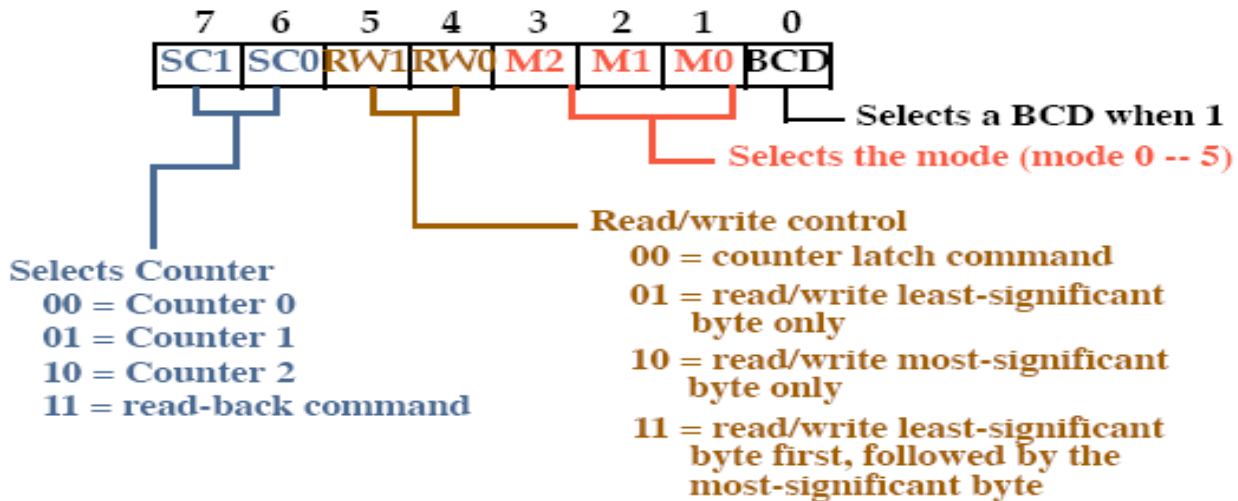 7 6 5 4 3 2 1 0
SC1 SC0 RW1 RW0 M2 M1 M0 BCD
Selects a BCD when 1
Selects the mode (mode 0 -- 5)
Read/write control
00 = counter latch command
01 = read/write least-significant
byte only
10 = read/write most-significant
byte only
11 = read/write least-significant
byte first, followed by the
most-significant byte
Selects Counter
00 = Counter 0
01 = Counter 1
10 = Counter 2
11 = read-back command